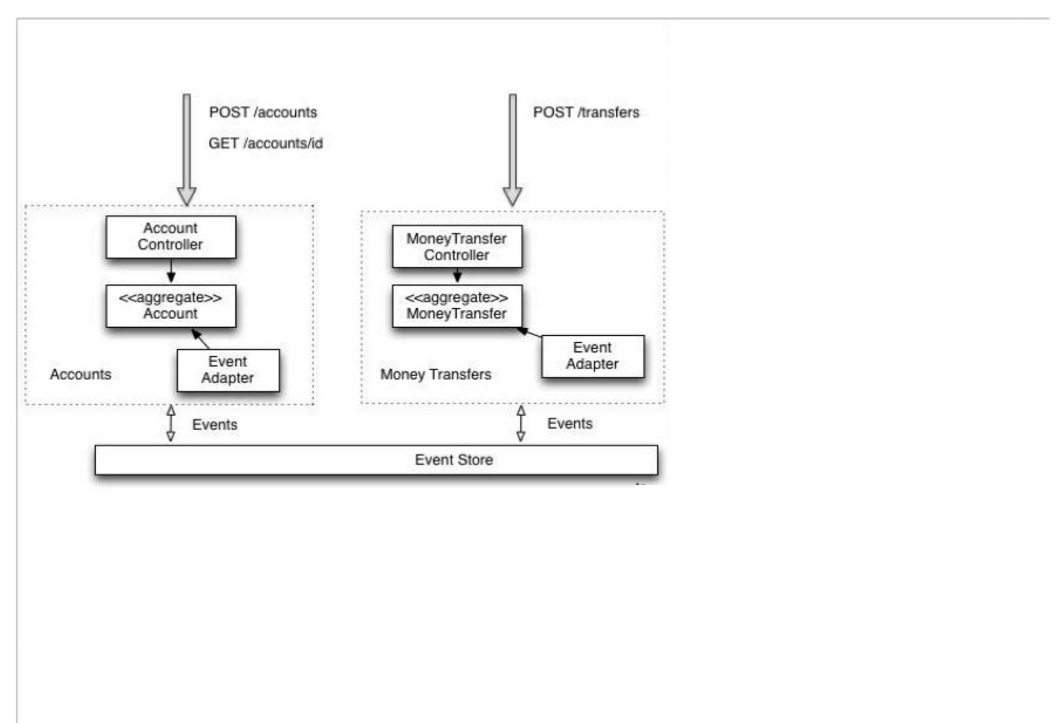 POST /accounts
GET /accounts/id
POST /transfers
Account
Controller
<<aggregate>>
Account
Event
Adapter
Accounts
MoneyTransfer
Controller
<<aggregate>>
MoneyTransfer
Event
Adapter
Money Transfers
Events
Events
Event Store